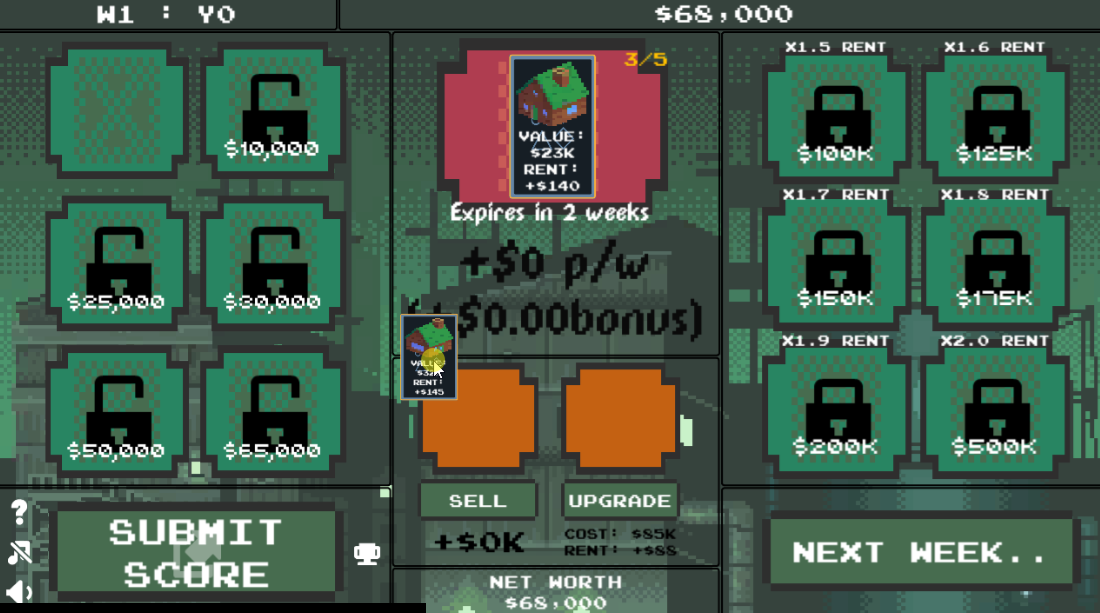 W1 : YO
$68,000
$10,000
$25,000
$30,000
$50,000
$65,000
SUBMIT
SCORE
?
3/5
VALUE:
$23K
RENT:
+$140
Expires in 2 weeks
+$0 p/w
$0.00bonus)
RENT:
+$145
SELL
UPGRADE
+$0K
COST: $85K
RENT: +$88
NET WORTH
$68,000
X1.5 RENT
X1.6 RENT
$100K
$125K
X1.7 RENT
X1.8 RENT
$150K
$175K
X1.9 RENT
X2.0 RENT
$200K
$500K
NEXT WEEK..